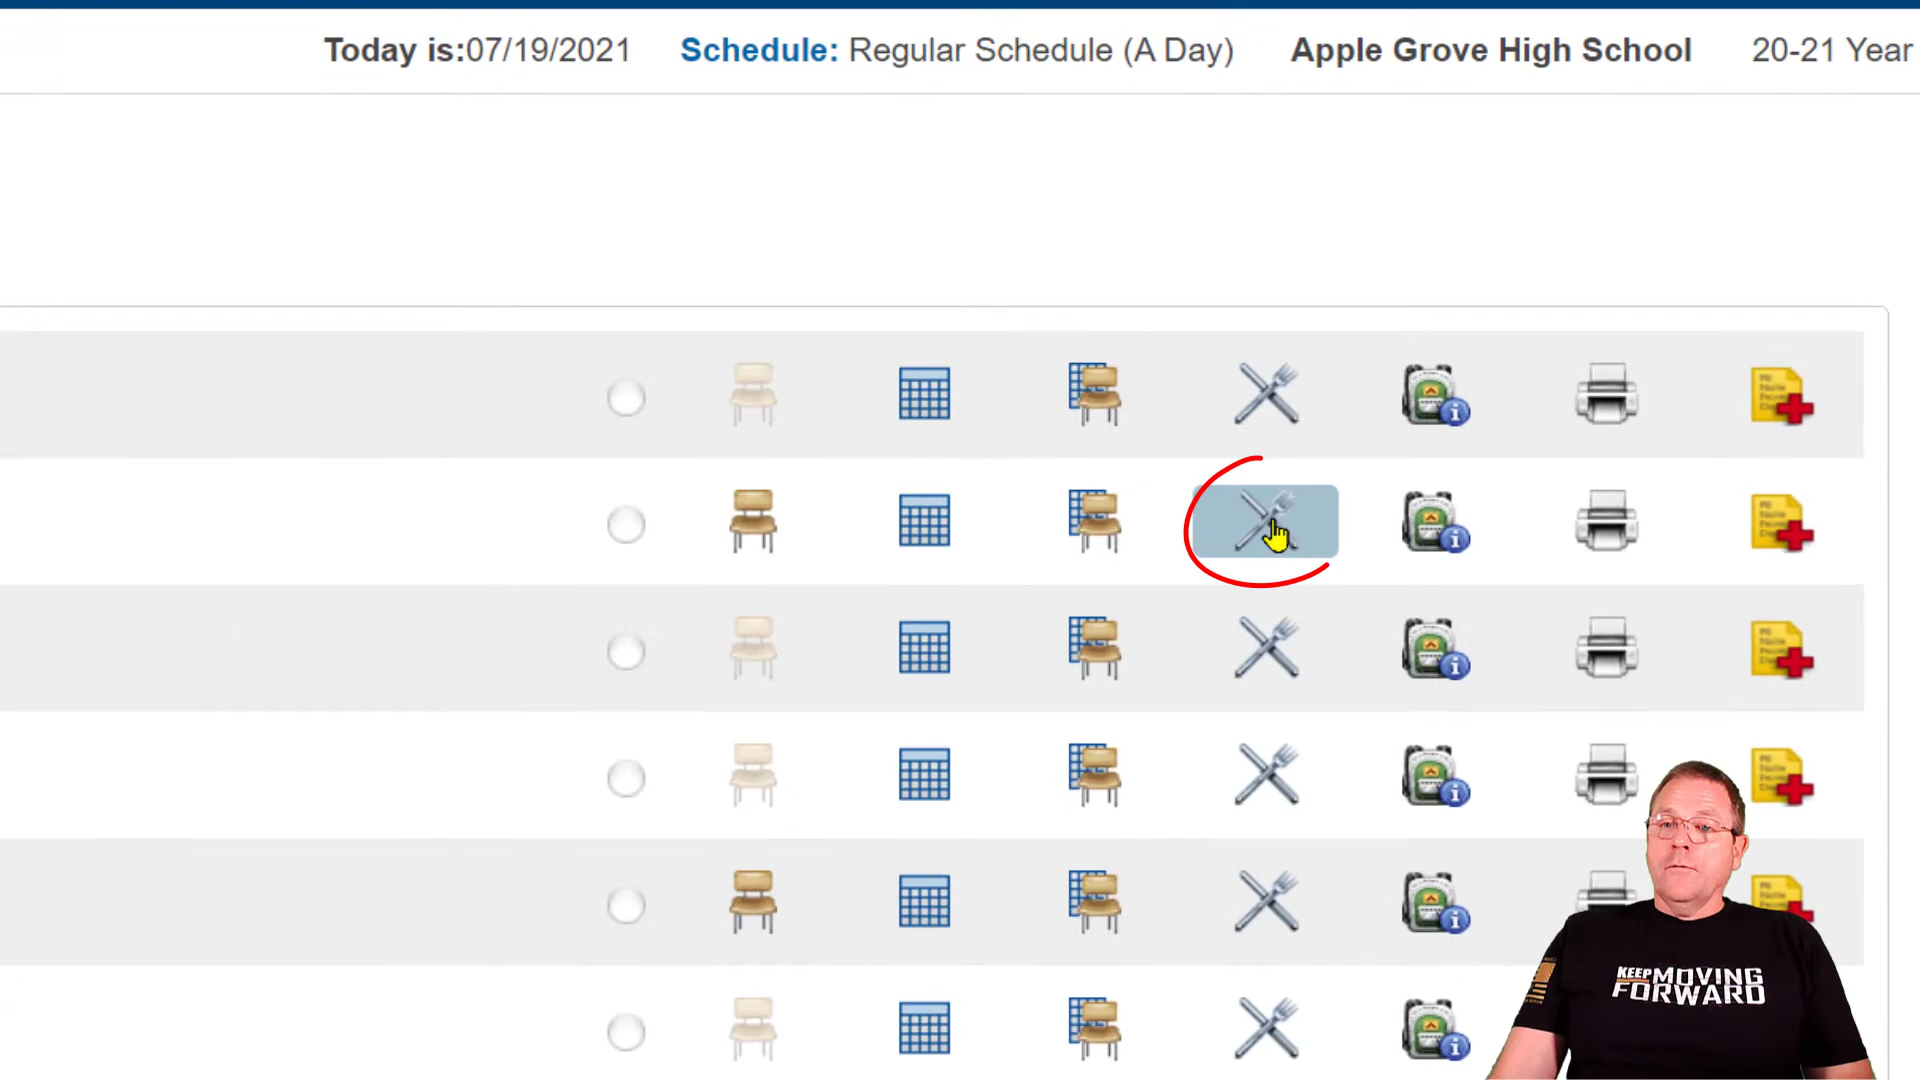 Today is:07/19/2021 Schedule: Regular Schedule (A Day) Apple Grove High School 20-21 Year
KEEP MOVING
FORWARD